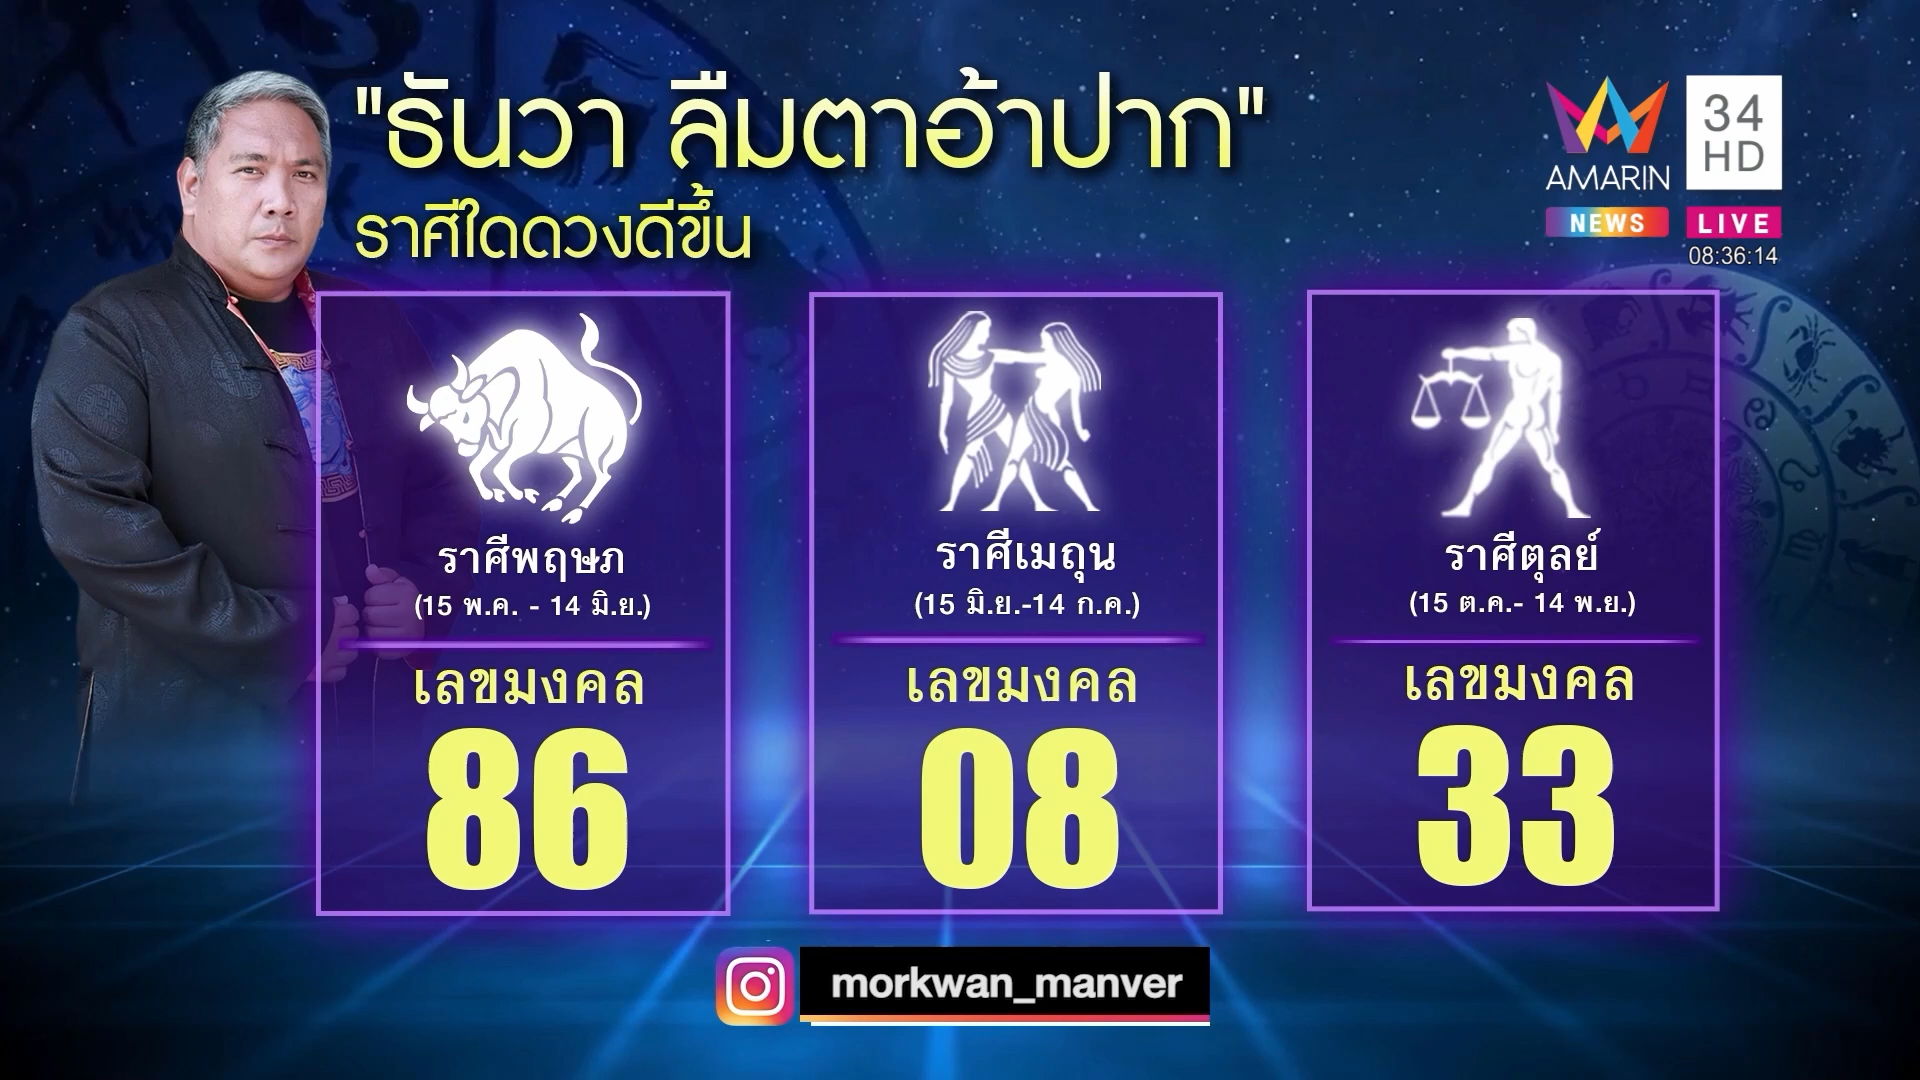 "ธันวา ลืมตาอ้าปาก"
ราศีใดดวงดีขึ้น
AMARIN
34
HD
NEWS
LIVE
08:36:14
ราศีพฤษภ
(15 พ.ค. - 14 มิ.ย.)
เลขมงคล
86
ราศีเมถุน
(15 มิ.ย.-14 ก.ค.)
เลขมงคล
08
ราศีตุลย์
(15 ต.ค.- 14 พ.ย.)
เลขมงคล
33
morkwan_manver